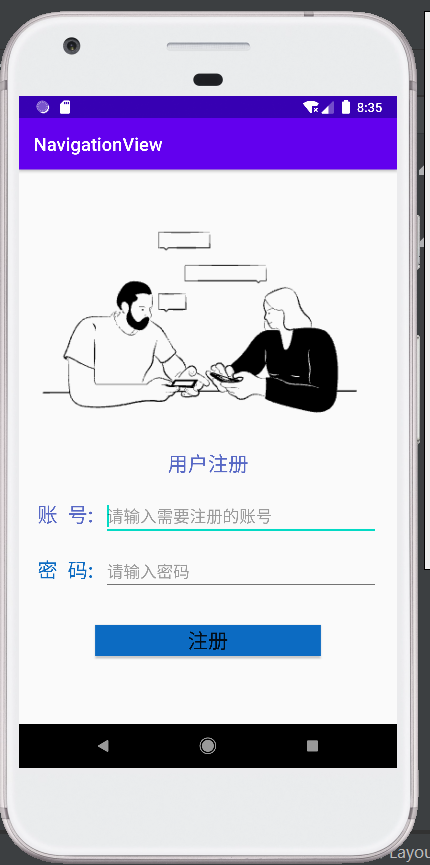 8:35
NavigationView
用户注册
账 号: 请输入需要注册的账号
密 码: 请输入密码
注册
Layou